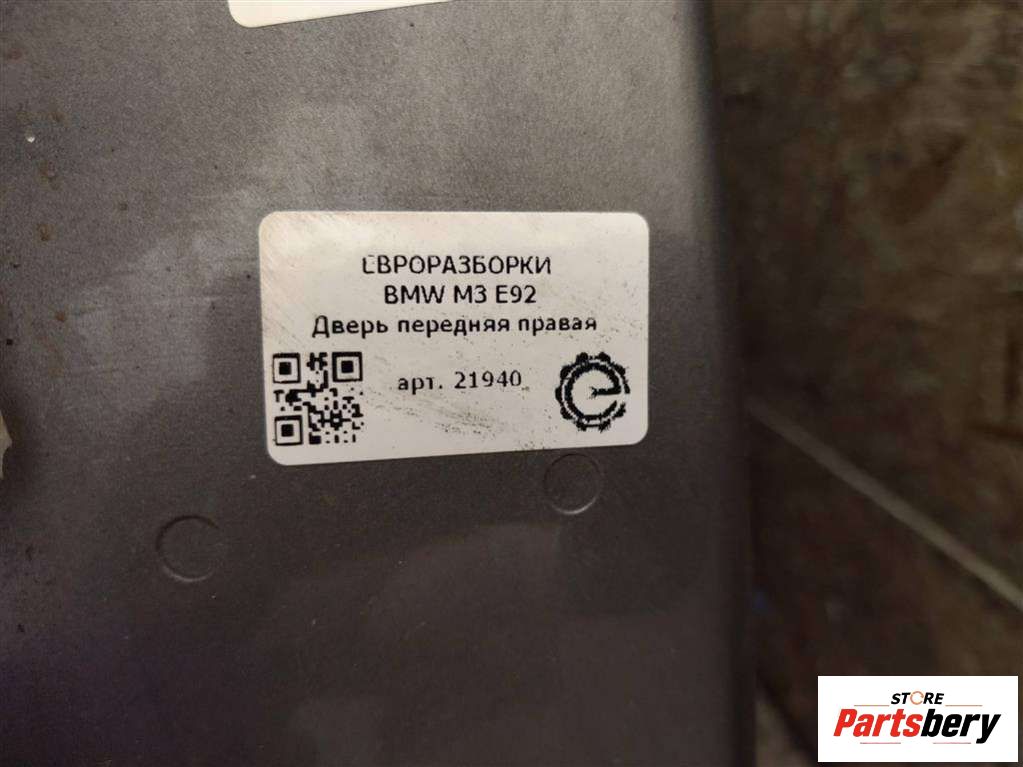 ЕВРОРАЗБОРКИ
BMW M3 E92
Дверь передняя правая
арт. 21940
STORE
Partsbery